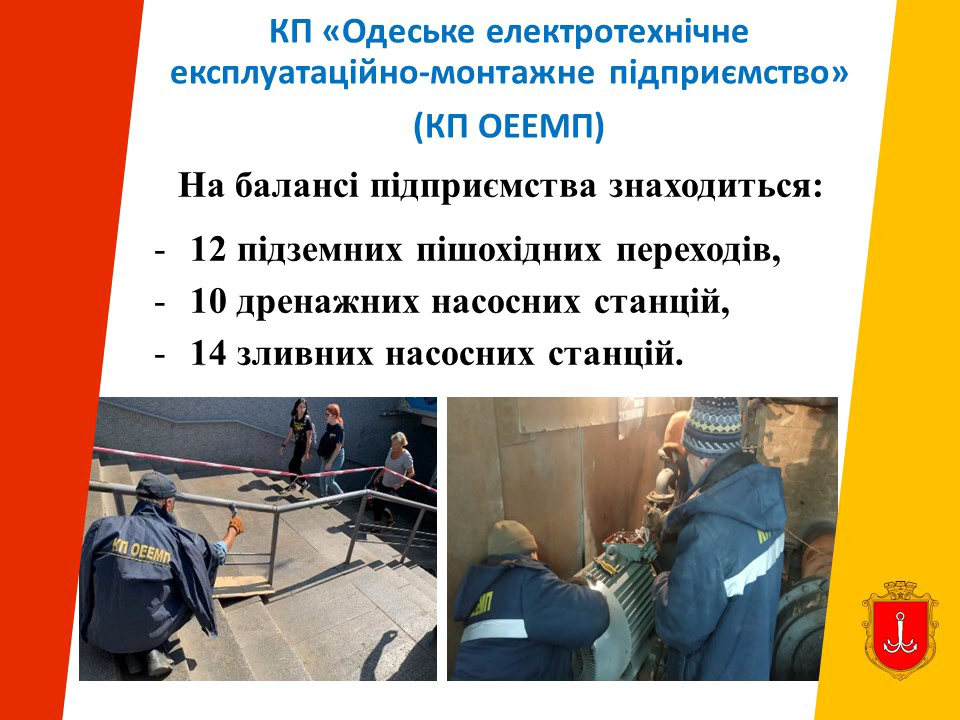 КП «Одеське електротехнічне
експлуатаційно-монтажне підприємство»
(КП ОЕЕМП)
На балансі підприємства знаходиться:
- 12 підземних пішохідних переходів,
- 10 дренажних насосних станцій,
- 14 зливних насосних станцій.
КП ОЕЕМП